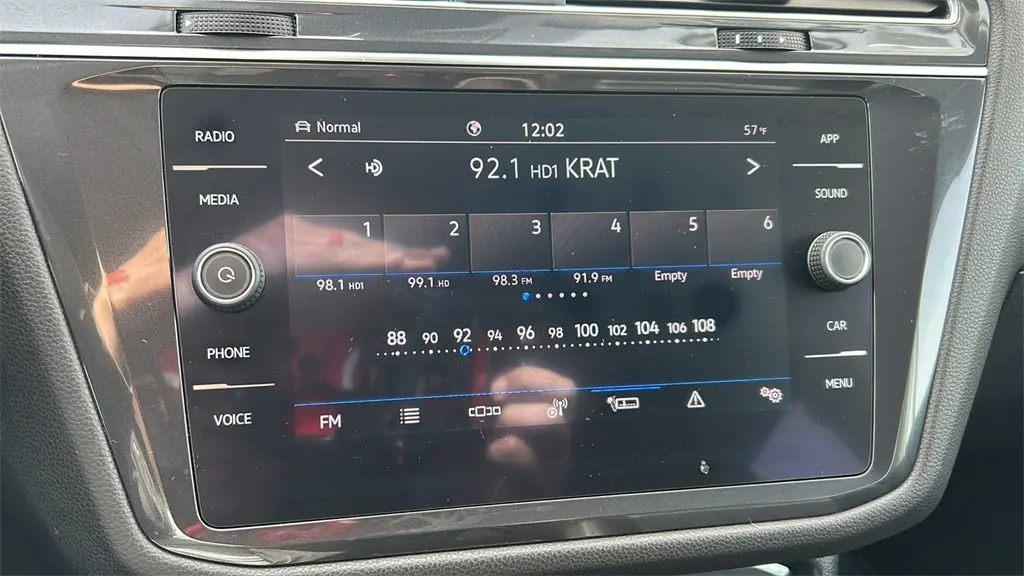 RADIO
MEDIA
PHONE
VOICE
Normal
12:02
57°F
92.1 HD1 KRAT
1 2 3 4 5 6
98.1 HD1 99.1 HD 98.3 FM 91.9 FM Empty Empty
88 90 92 94 96 98 100 102 104 106 108
FM
APP
SOUND
CAR
MENU